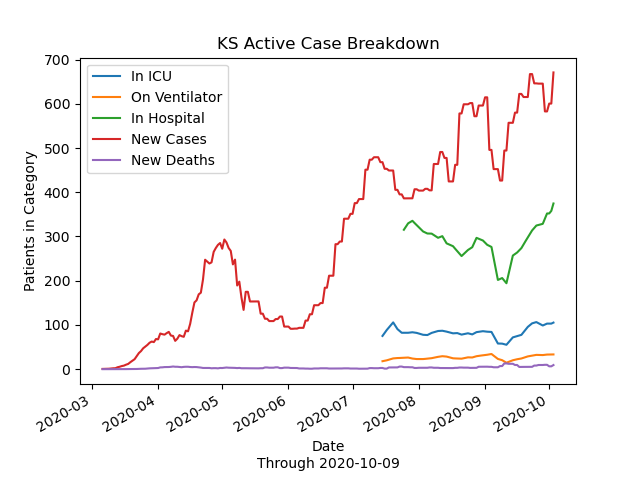 KS Active Case Breakdown
700
600
500
400
300
200
100
0
Patients in Category
In ICU
On Ventilator
In Hospital
New Cases
New Deaths
2020-03
2020-04
2020-05
2020-06
2020-07
2020-08
2020-09
2020-10
Date
Through 2020-10-09